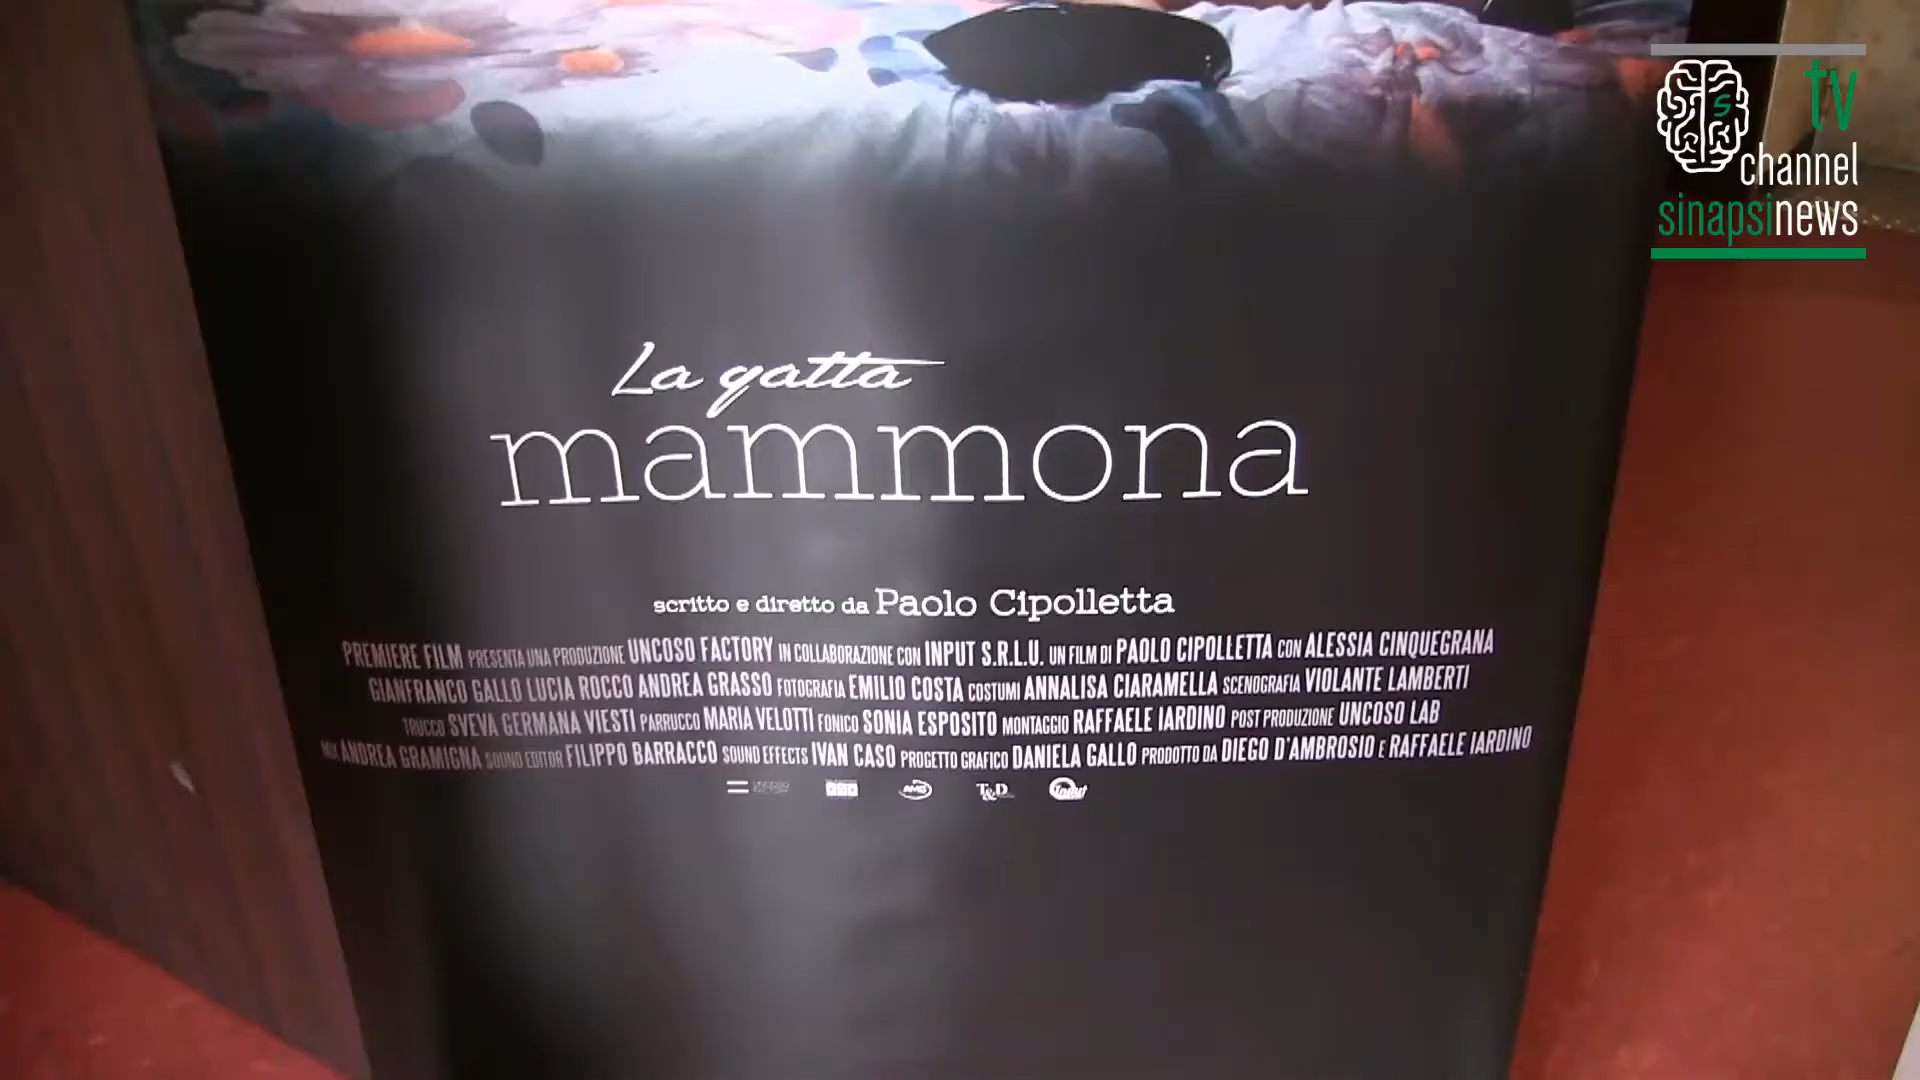 tv
channel
sinapsinews
La gatta
mammona
scritto e diretto da Paolo Cipolletta
PREMIERE FILM PRESENTA UNA PRODUZIONE UNCOSO FACTORY IN COLLABORAZIONE CON INPUT S.R.L.U. UN FILM DI PAOLO CIPOLLETTA CON ALESSIA CINQUEGRANA
GIANFRANCO GALLO LUCIA ROCCO ANDREA GRASSO FOTOGRAFIA EMILIO COSTA COSTUMI ANNALISA CIARAMELLA SCENOGRAFIA VIOLANTE LAMBERTI
TRUCCO SVEVA GERMANA VIESTI PARRUCCO MARIA VELOTTI FONICO SONIA ESPOSITO MONTAGGIO RAFFAELE IARDINO POST PRODUZIONE UNCOSO LAB
MIX ANDREA GRAMIGNA SOUND EDITOR FILIPPO BARRACCO SOUND EFFECTS IVAN CASO PROGETTO GRAFICO DANIELA GALLO PRODOTTO DA DIEGO D'AMBROSIO E RAFFAELE IARDINO
AMG T&D Input